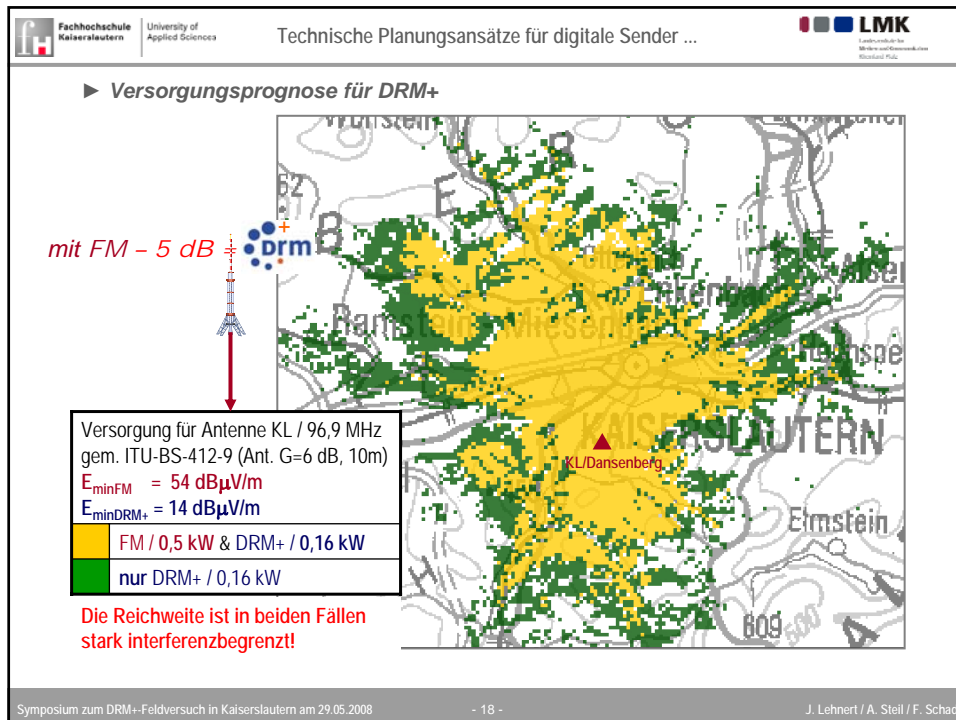 Fachhochschule
Kaiserslautern
University of
Applied Sciences
Technische Planungsansätze für digitale Sender ...
LMK
► Versorgungsprognose für DRM+
mit FM – 5 dB =
Drm
+
B
E
R
Ramstein-Miesenbach
KAISERSLAUTERN
KL/Dansenberg
Elmstein
609
500
A
H
Versorgung für Antenne KL / 96,9 MHz
gem. ITU-BS-412-9 (Ant. G=6 dB, 10m)
EminFM = 54 dBµV/m
EminDRM+ = 14 dBµV/m
FM / 0,5 kW & DRM+ / 0,16 kW
nur DRM+ / 0,16 kW
Die Reichweite ist in beiden Fällen
stark interferenzbegrenzt!
Symposium zum DRM+-Feldversuch in Kaiserslautern am 29.05.2008
- 18 -
J. Lehnert / A. Steil / F. Schad